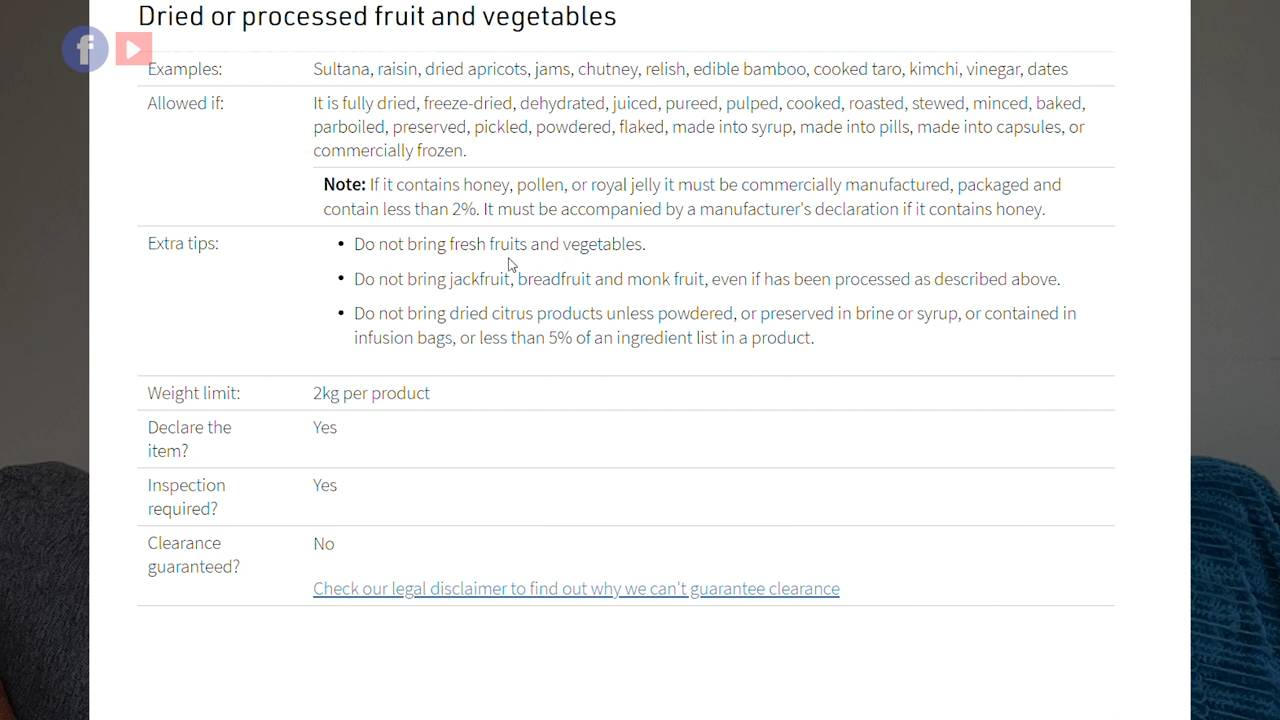 Dried or processed fruit and vegetables
Examples:
Sultana, raisin, dried apricots, jams, chutney, relish, edible bamboo, cooked taro, kimchi, vinegar, dates
Allowed if:
It is fully dried, freeze-dried, dehydrated, juiced, pureed, pulped, cooked, roasted, stewed, minced, baked,
parboiled, preserved, pickled, powdered, flaked, made into syrup, made into pills, made into capsules, or
commercially frozen.
Note: If it contains honey, pollen, or royal jelly it must be commercially manufactured, packaged and
contain less than 2%. It must be accompanied by a manufacturer's declaration if it contains honey.
Extra tips:
• Do not bring fresh fruits and vegetables.
• Do not bring jackfruit, breadfruit and monk fruit, even if has been processed as described above.
• Do not bring dried citrus products unless powdered, or preserved in brine or syrup, or contained in
infusion bags, or less than 5% of an ingredient list in a product.
Weight limit:
2kg per product
Declare the
item?
Yes
Inspection
required?
Yes
Clearance
guaranteed?
No
Check our legal disclaimer to find out why we can't guarantee clearance